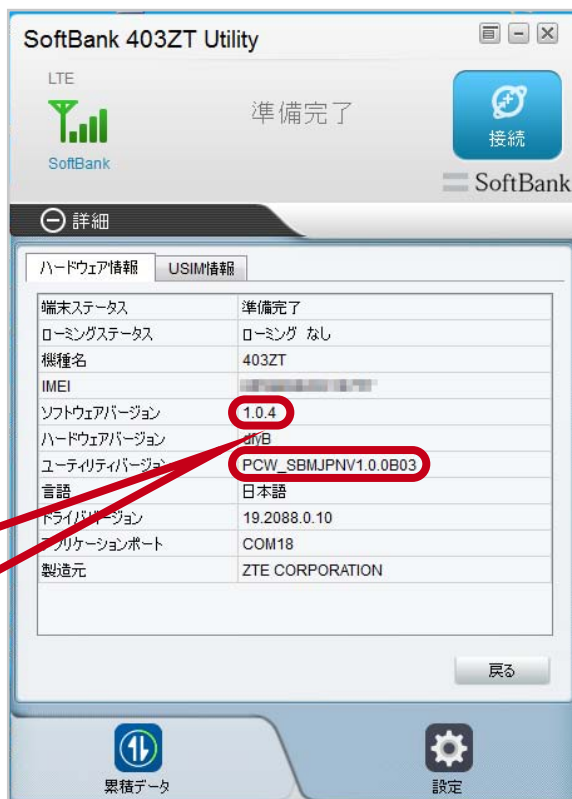 SoftBank 403ZT Utility
LTE
準備完了
接続
SoftBank
SoftBank
詳細
ハードウェア情報 USIM情報
端末ステータス 準備完了
ローミングステータス ローミング なし
機種名 403ZT
IMEI
ソフトウェアバージョン 1.0.4
ハードウェアバージョン dfyB
ユーティリティバージョン PCW_SBMJPNV1.0.0B03
言語 日本語
ドライババージョン 19.2088.0.10
アプリケーションポート COM18
製造元 ZTE CORPORATION
戻る
累積データ 設定